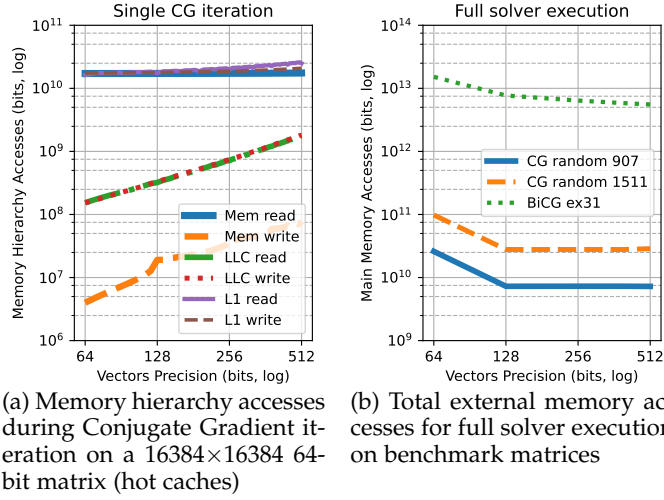 Single CG iteration
Memory Hierarchy Accesses (bits, log)
10^11
10^10
10^9
10^8
10^7
10^6
Mem read
Mem write
LLC read
LLC write
L1 read
L1 write
64 128 256 512
Vectors Precision (bits, log)
Full solver execution
Main Memory Accesses (bits, log)
10^14
10^13
10^12
10^11
10^10
10^9
CG random 907
CG random 1511
BiCG ex31
64 128 256 512
Vectors Precision (bits, log)
(a) Memory hierarchy accesses
during Conjugate Gradient it-
eration on a 16384×16384 64-
bit matrix (hot caches)
(b) Total external memory ac-
cesses for full solver execution
on benchmark matrices